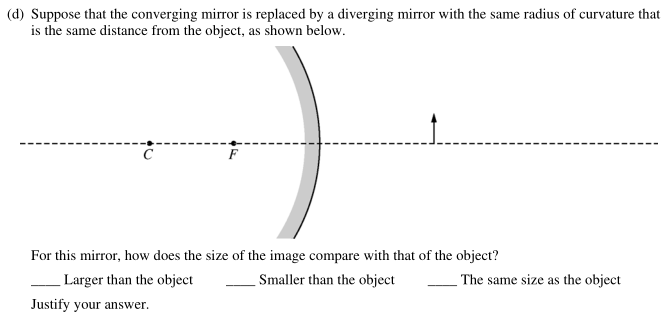 (d) Suppose that the converging mirror is replaced by a diverging mirror with the same radius of curvature that
is the same distance from the object, as shown below.
C F
For this mirror, how does the size of the image compare with that of the object?
____ Larger than the object ____ Smaller than the object ____ The same size as the object
Justify your answer.